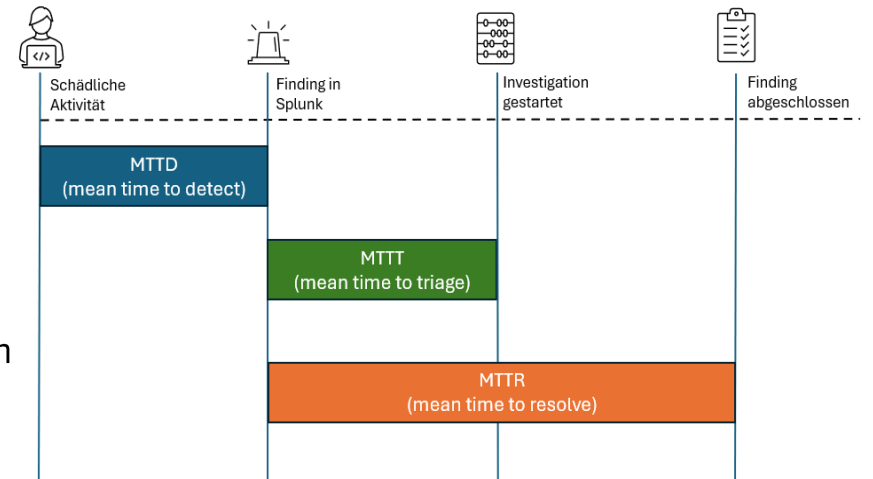 </>
Schädliche
Aktivität
Finding in
Splunk
Investigation
gestartet
Finding
abgeschlossen
MTTD
(mean time to detect)
MTTT
(mean time to triage)
n
MTTR
(mean time to resolve)